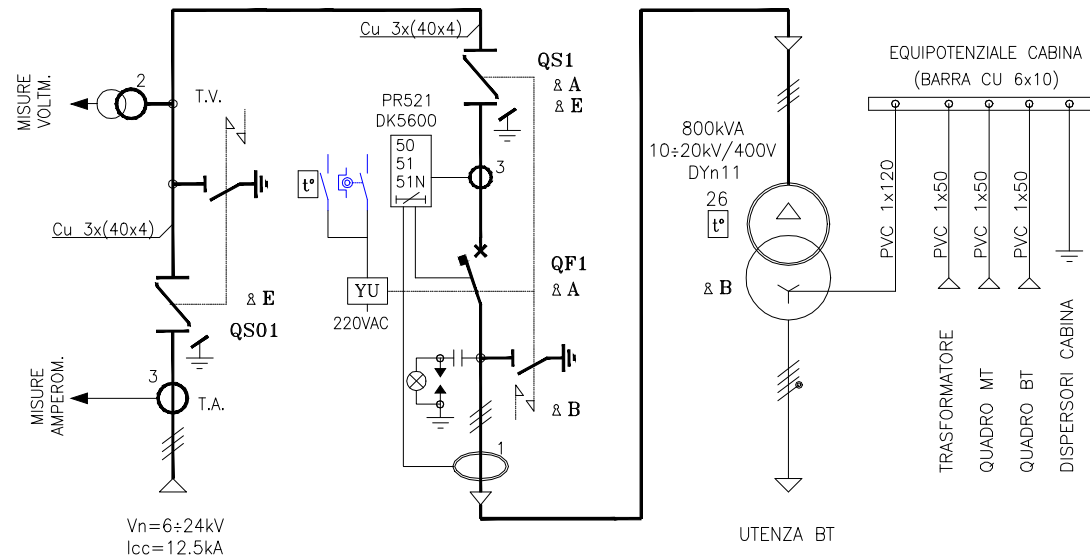 Cu 3x(40x4)
MISURE
VOLTM.
2
T.V.
Cu 3x(40x4)
& E
QS01
MISURE
AMPEROM.
3
T.A.
Vn=6÷24kV
Icc=12.5kA
Cu 3x(40x4)
QS1
& A
& E
PR521
DK5600
50
51
51N
3
t°
YU
220VAC
QF1
& A
& B
1
800kVA
10÷20kV/400V
DYn11
26
t°
& B
UTENZA BT
EQUIPOTENZIALE CABINA
(BARRA CU 6x10)
PVC 1x120
PVC 1x50
PVC 1x50
PVC 1x50
TRASFORMATORE
QUADRO MT
QUADRO BT
DISPERSORI CABINA